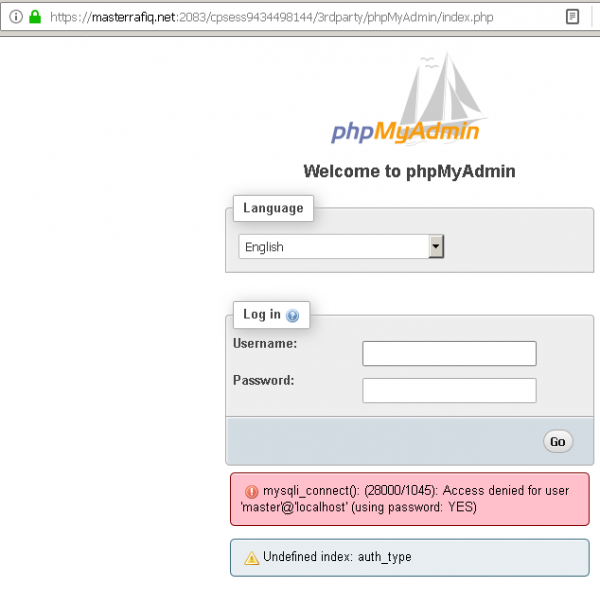 https://masterrafiq.net:2083/cpsess9434498144/3rdparty/phpMyAdmin/index.php
phpMyAdmin
Welcome to phpMyAdmin
Language
English
Log in
Username:
Password:
Go
mysqli_connect(): (28000/1045): Access denied for user
'master'@'localhost' (using password: YES)
Undefined index: auth_type